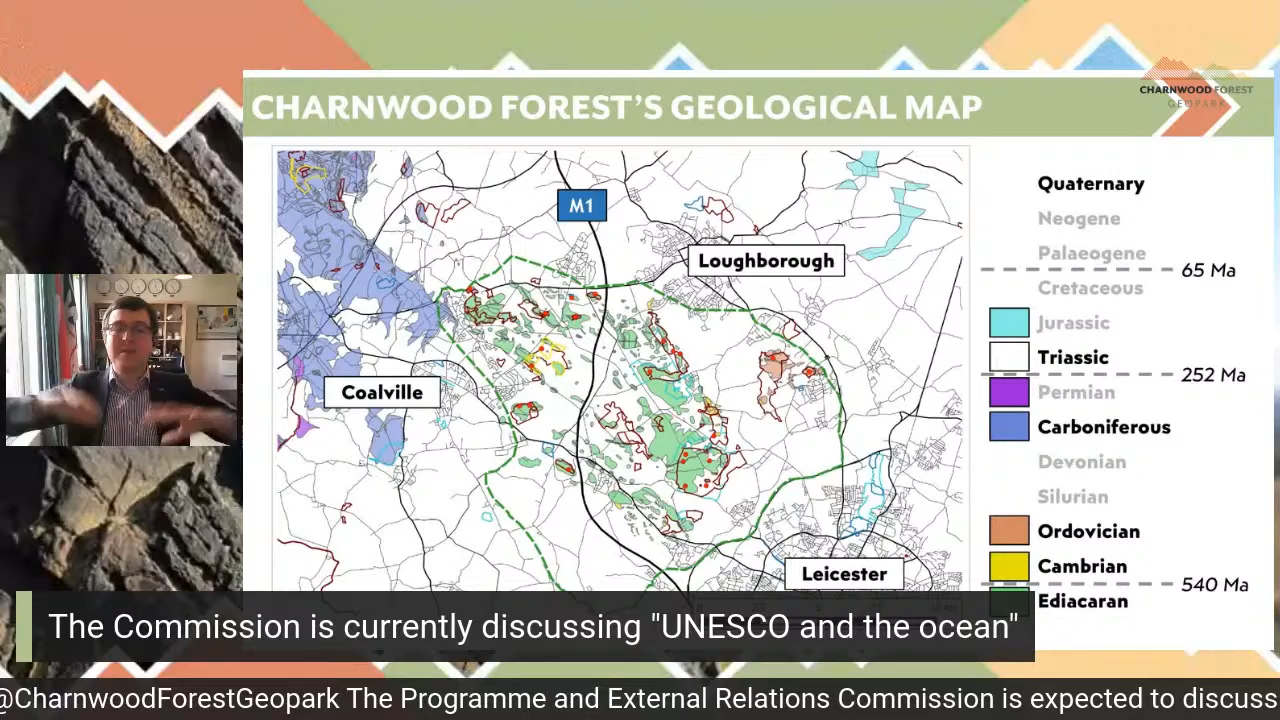 CHARNWOOD FOREST'S GEOLOGICAL MAP
CHARNWOOD FOREST
GEOPARK
M1
Loughborough
Coalville
Leicester
Quaternary
Neogene
Palaeogene
65 Ma
Cretaceous
Jurassic
Triassic
252 Ma
Permian
Carboniferous
Devonian
Silurian
Ordovician
Cambrian
540 Ma
Ediacaran
The Commission is currently discussing "UNESCO and the ocean"
@CharnwoodForestGeopark The Programme and External Relations Commission is expected to discuss